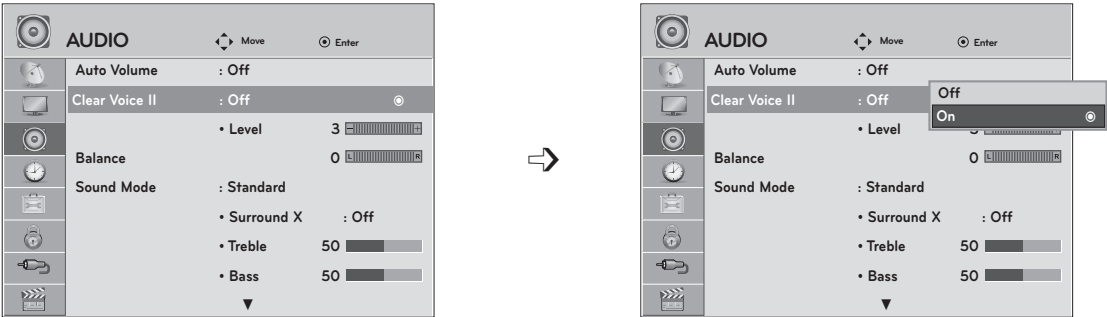 AUDIO Move Enter
Auto Volume : Off
Clear Voice II : Off
• Level 3 - +
Balance 0 L R
Sound Mode : Standard
• Surround X : Off
• Treble 50
• Bass 50
▼
AUDIO Move Enter
Auto Volume : Off
Clear Voice II : Off
Off
On
• Level
Balance 0 L R
Sound Mode : Standard
• Surround X : Off
• Treble 50
• Bass 50
▼